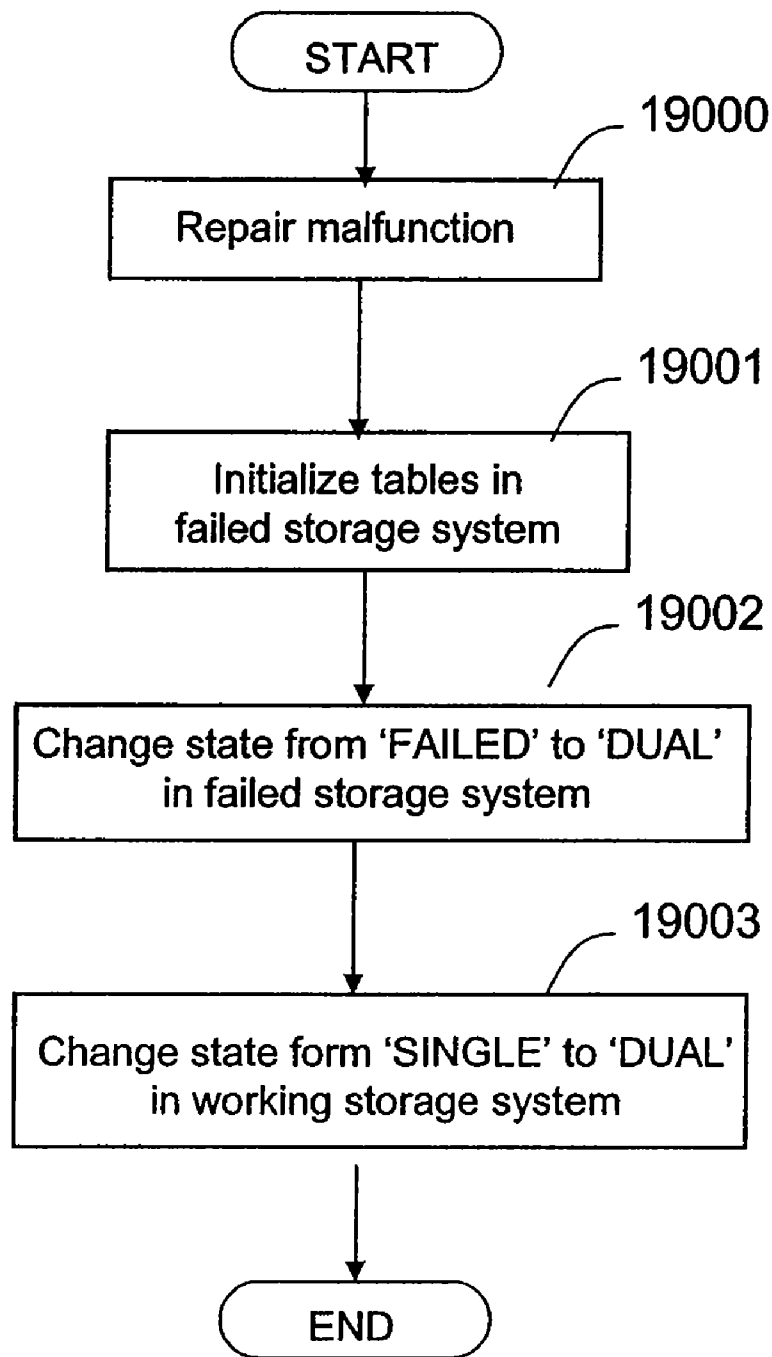 START
19000
Repair malfunction
19001
Initialize tables in
failed storage system
19002
Change state from ‘FAILED’ to ‘DUAL’
in failed storage system
19003
Change state form ‘SINGLE’ to ‘DUAL’
in working storage system
END